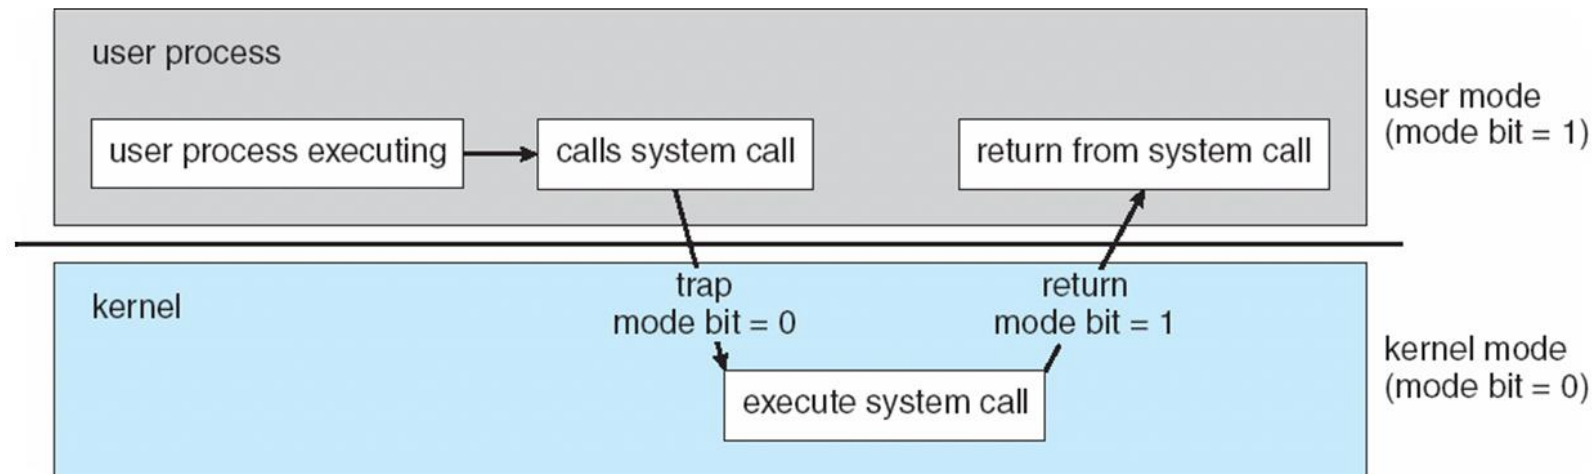 user process
user process executing
calls system call
return from system call
user mode
(mode bit = 1)
kernel
trap
mode bit = 0
return
mode bit = 1
execute system call
kernel mode
(mode bit = 0)